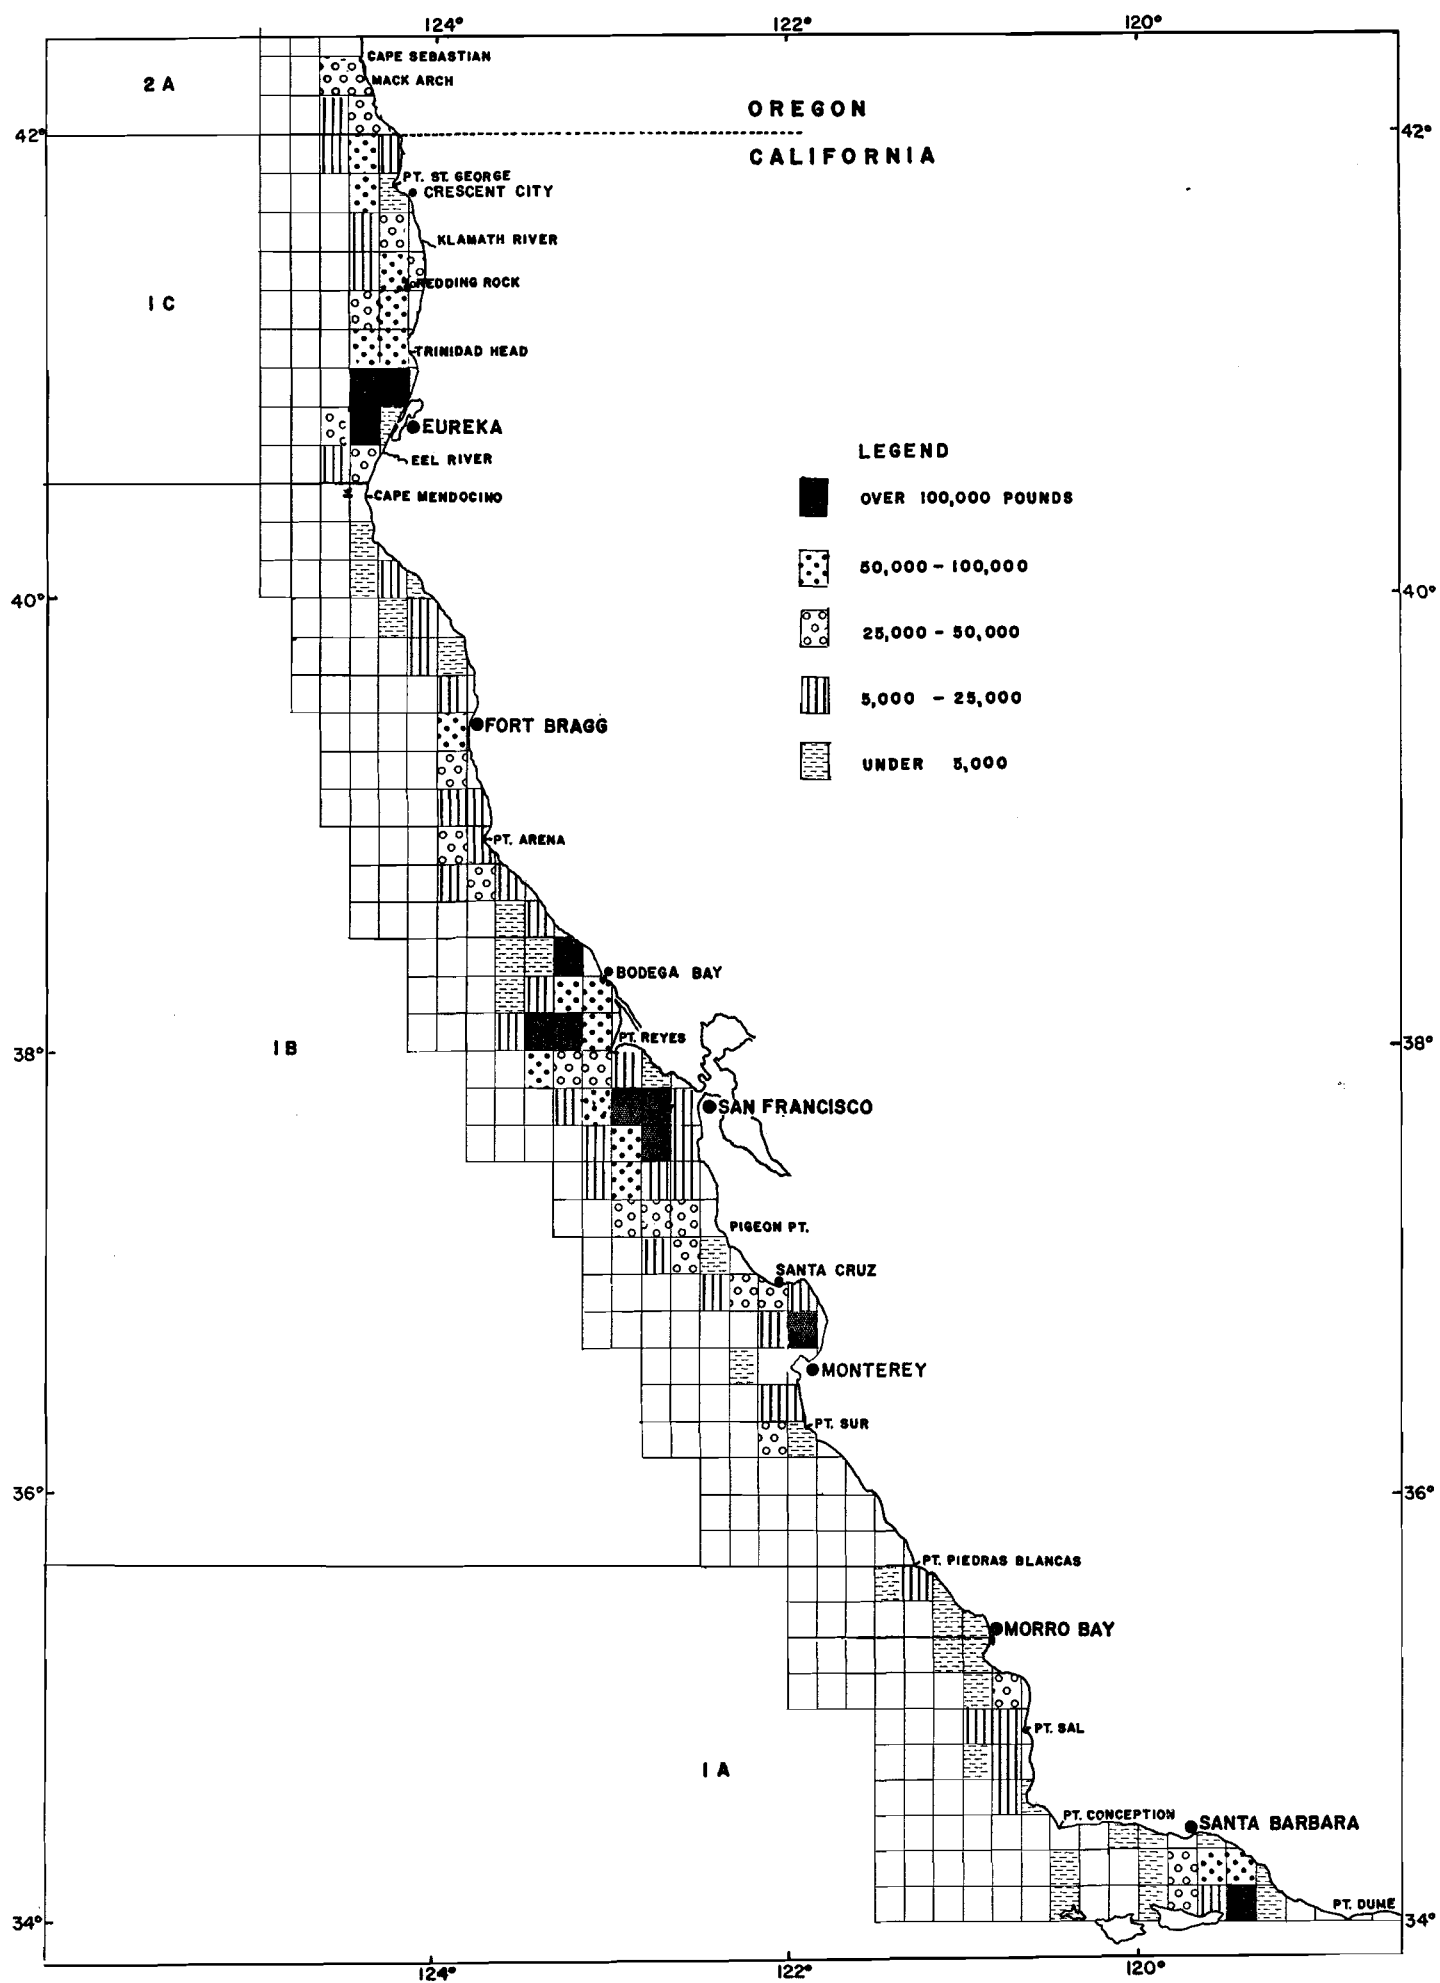 124° 122° 120°
CAPE SEBASTIAN
2 A
MACK ARCH
OREGON
42° 42°
CALIFORNIA
PT. ST. GEORGE
CRESCENT CITY
KLAMATH RIVER
REDDING ROCK
1 C
TRINIDAD HEAD
EUREKA
EEL RIVER
CAPE MENDOCINO
LEGEND
OVER 100,000 POUNDS
50,000 - 100,000
25,000 - 50,000
5,000 - 25,000
UNDER 5,000
40° 40°
FORT BRAGG
PT. ARENA
BODEGA BAY
PT. REYES
38° 1 B 38°
SAN FRANCISCO
PIGEON PT.
SANTA CRUZ
MONTEREY
PT. SUR
36° 36°
PT. PIEDRAS BLANCAS
MORRO BAY
PT. SAL
1 A
PT. CONCEPTION
SANTA BARBARA
PT. DUME
34° 34°
124° 122° 120°